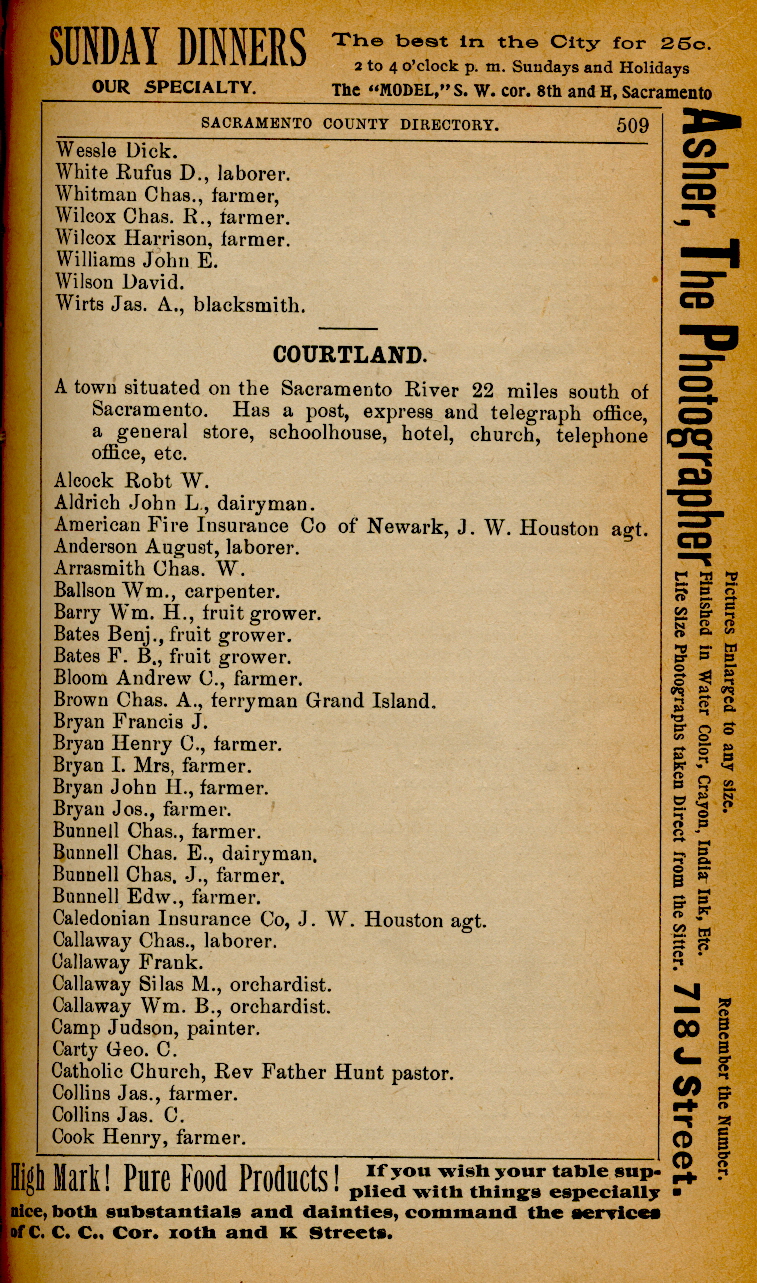 SUNDAY DINNERS
OUR SPECIALTY.
The best in the City for 25c.
2 to 4 o'clock p. m. Sundays and Holidays
The "MODEL," S. W. cor. 8th and H, Sacramento
SACRAMENTO COUNTY DIRECTORY. 509
Wessle Dick.
White Rufus D., laborer.
Whitman Chas., farmer,
Wilcox Chas. R., farmer.
Wilcox Harrison, farmer.
Williams John E.
Wilson David.
Wirts Jas. A., blacksmith.
COURTLAND.
A town situated on the Sacramento River 22 miles south of
Sacramento. Has a post, express and telegraph office,
a general store, schoolhouse, hotel, church, telephone
office, etc.
Alcock Robt W.
Aldrich John L., dairyman.
American Fire Insurance Co of Newark, J. W. Houston agt.
Anderson August, laborer.
Arrasmith Chas. W.
Ballson Wm., carpenter.
Barry Wm. H., fruit grower.
Bates Benj., fruit grower.
Bates F. B., fruit grower.
Bloom Andrew C., farmer.
Brown Chas. A., ferryman Grand Island.
Bryan Francis J.
Bryan Henry C., farmer.
Bryan I. Mrs, farmer.
Bryan John H., farmer.
Bryan Jos., farmer.
Bunnell Chas., farmer.
Bunnell Chas. E., dairyman.
Bunnell Chas. J., farmer.
Bunnell Edw., farmer.
Caledonian Insurance Co, J. W. Houston agt.
Callaway Chas., laborer.
Callaway Frank.
Callaway Silas M., orchardist.
Callaway Wm. B., orchardist.
Camp Judson, painter.
Carty Geo. C.
Catholic Church, Rev Father Hunt pastor.
Collins Jas., farmer.
Collins Jas. C.
Cook Henry, farmer.
Asher, The Photographer
Pictures Enlarged to any size.
Finished in Water Color, Crayon, India Ink, Etc.
Life Size Photographs taken Direct from the Sitter.
Remember the Number.
718 J Street.
High Mark! Pure Food Products!
If you wish your table sup-
plied with things especially
nice, both substantials and dainties, command the services
of C. C. C., Cor. 10th and K Streets.